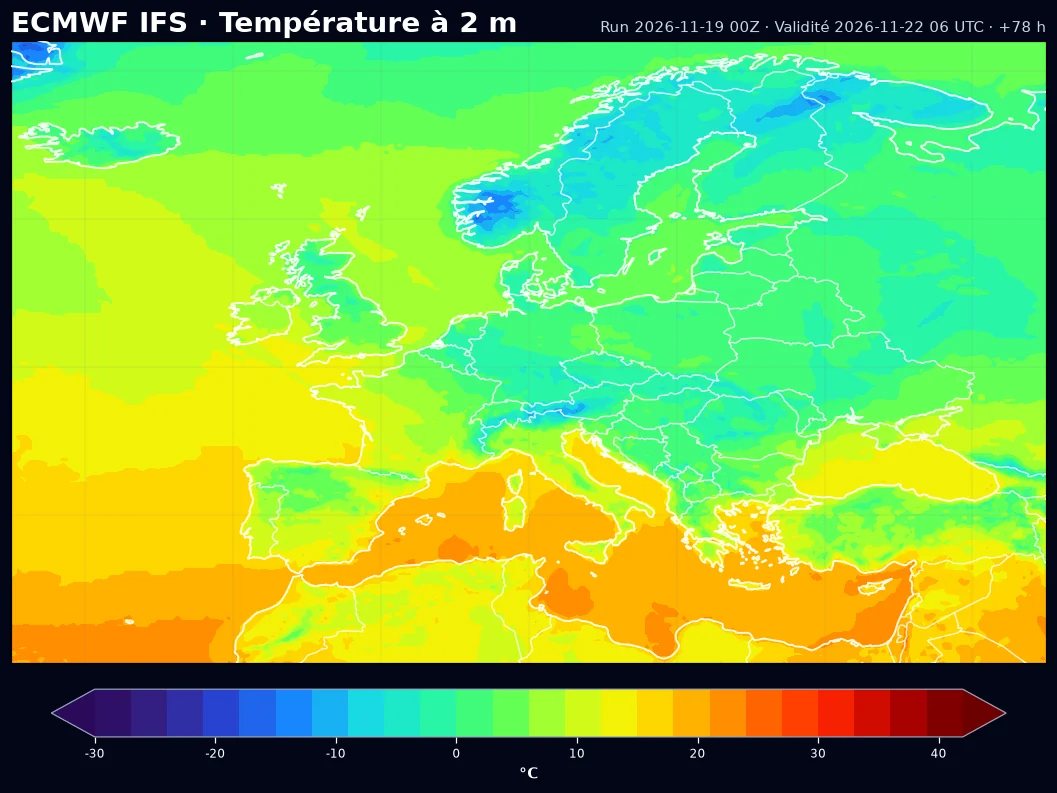 ECMWF IFS · Température à 2 m
Run 2026-11-19 00Z · Validité 2026-11-22 06 UTC · +78 h
-30 -20 -10 0 10 20 30 40
°C